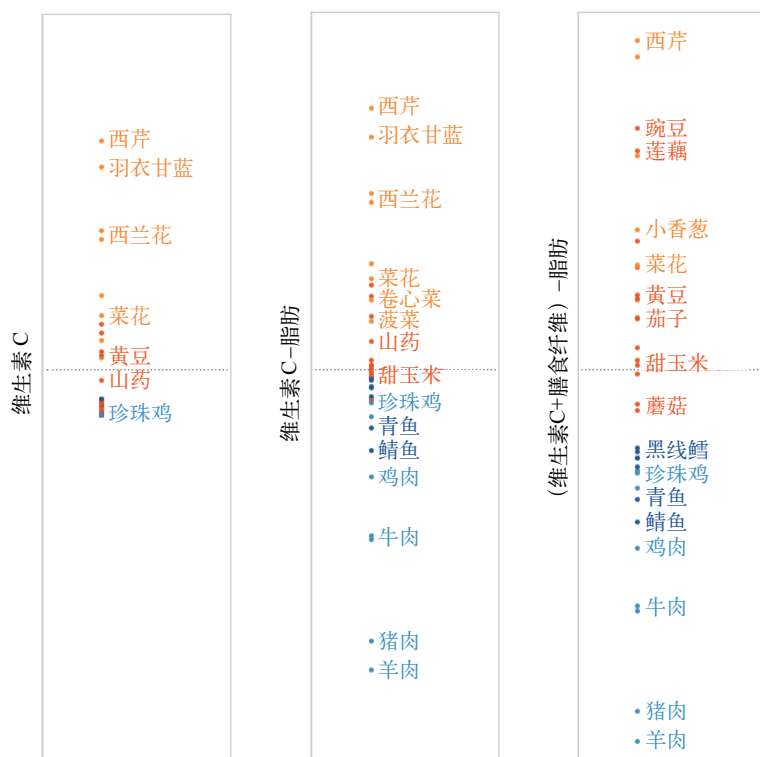 维生素 C
西芹
羽衣甘蓝
西兰花
菜花
黄豆
山药
珍珠鸡
维生素 C-脂肪
西芹
羽衣甘蓝
西兰花
菜花
卷心菜
菠菜
山药
甜玉米
珍珠鸡
青鱼
鲭鱼
鸡肉
牛肉
猪肉
羊肉
(维生素C+膳食纤维)-脂肪
西芹
豌豆
莲藕
小香葱
菜花
黄豆
茄子
甜玉米
蘑菇
黑线鳕
珍珠鸡
青鱼
鲭鱼
鸡肉
牛肉
猪肉
羊肉